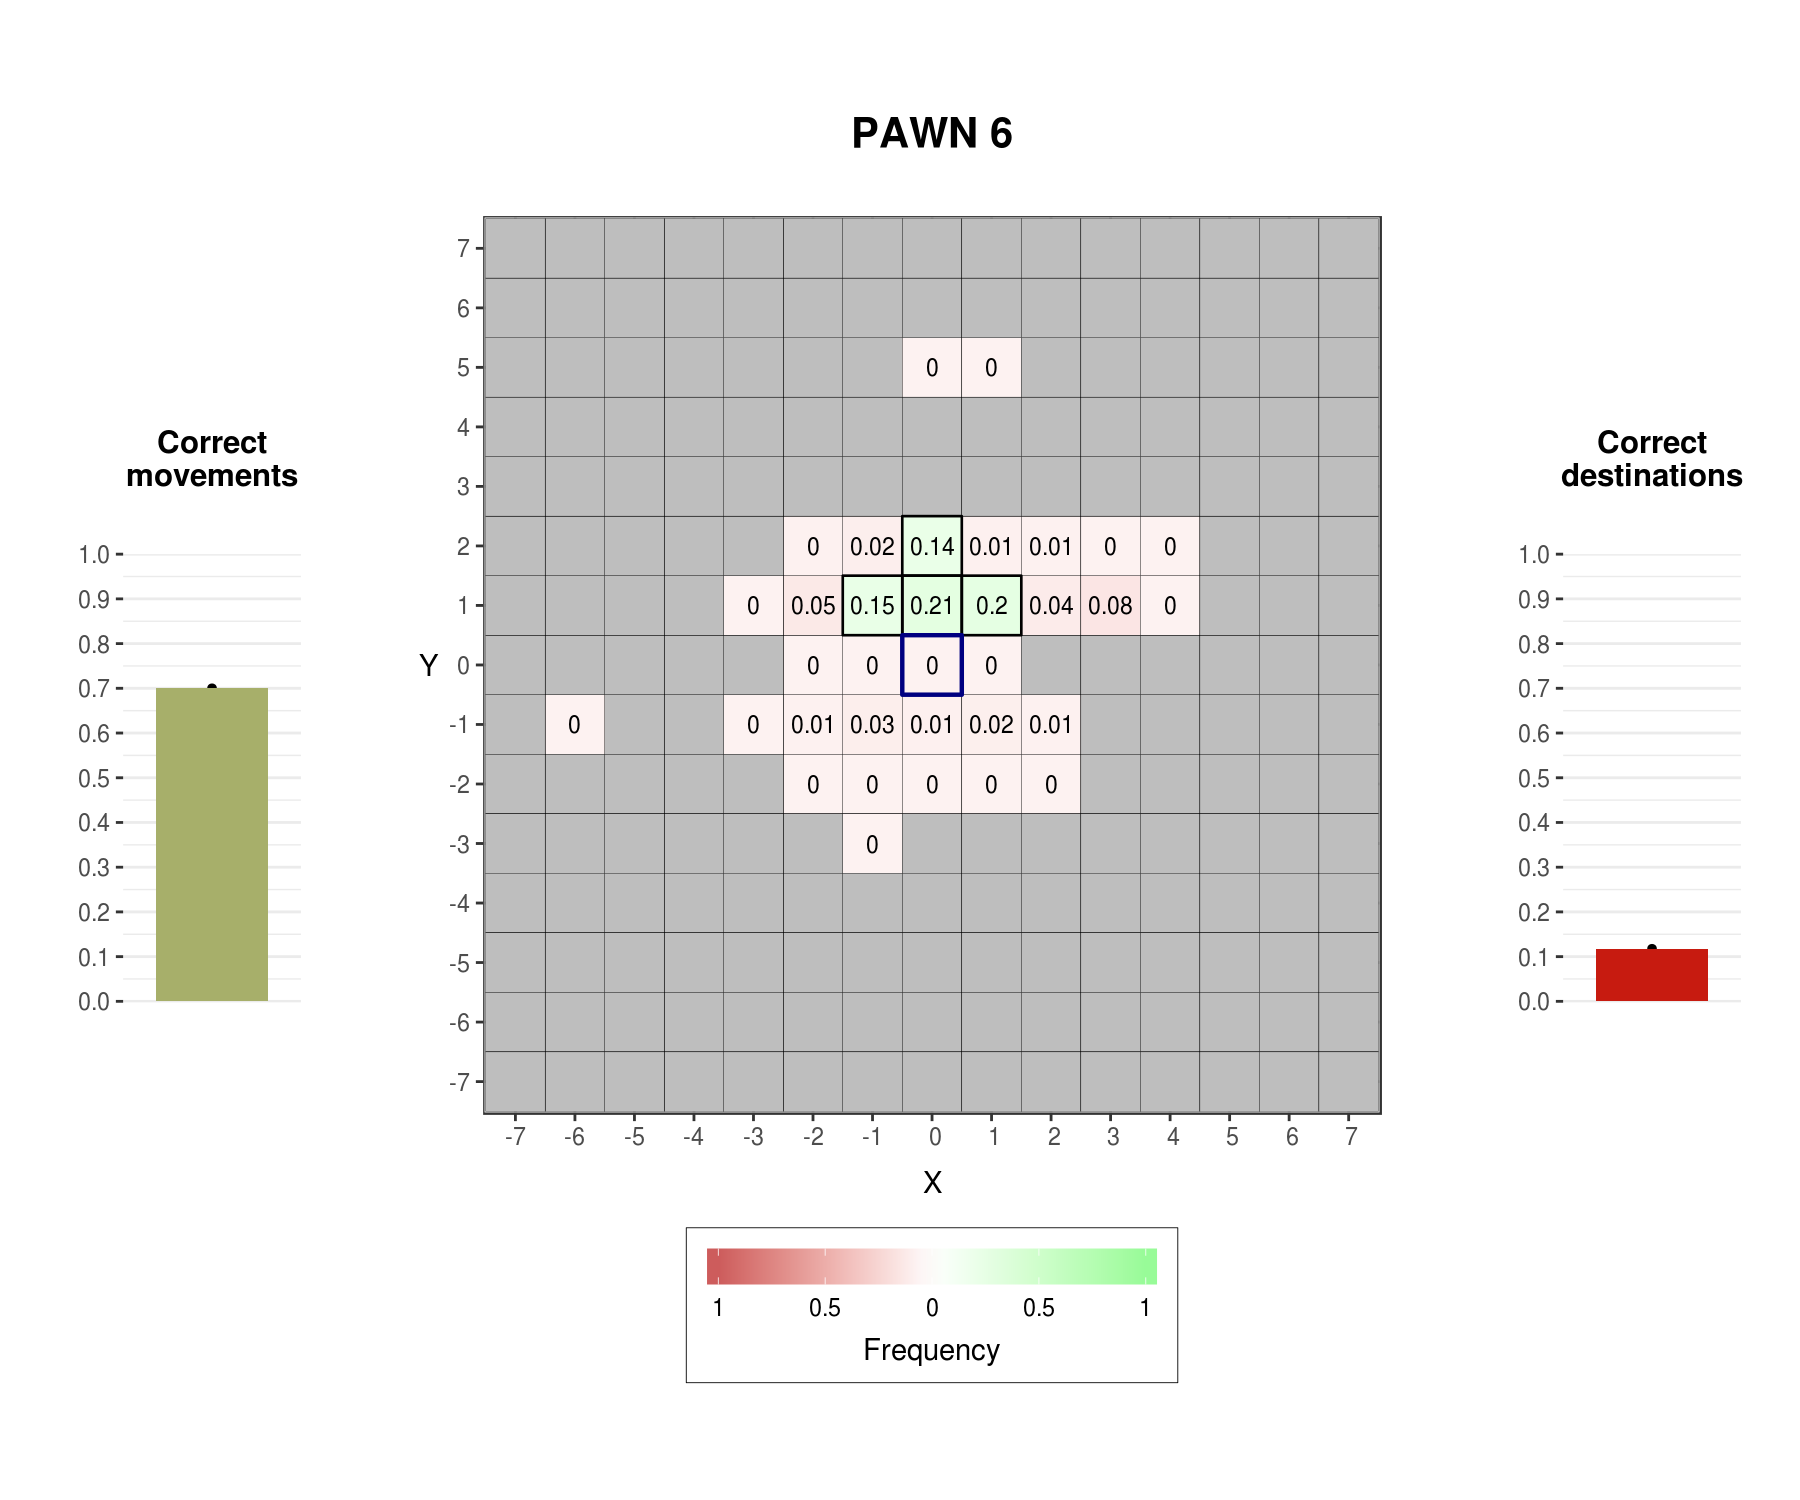 PAWN 6
Correct
movements
1.0
0.9
0.8
0.7
0.6
0.5
0.4
0.3
0.2
0.1
0.0
Y
7
6
5
4
3
2
1
0
-1
-2
-3
-4
-5
-6
-7
0 0
0 0.02 0.14 0.01 0.01 0 0
0 0.05 0.15 0.21 0.2 0.04 0.08 0
0 0 0 0
0 0 0.01 0.03 0.01 0.02 0.01
0 0 0 0 0
0
-7 -6 -5 -4 -3 -2 -1 0 1 2 3 4 5 6 7
X
1 0.5 0 0.5 1
Frequency
Correct
destinations
1.0
0.9
0.8
0.7
0.6
0.5
0.4
0.3
0.2
0.1
0.0